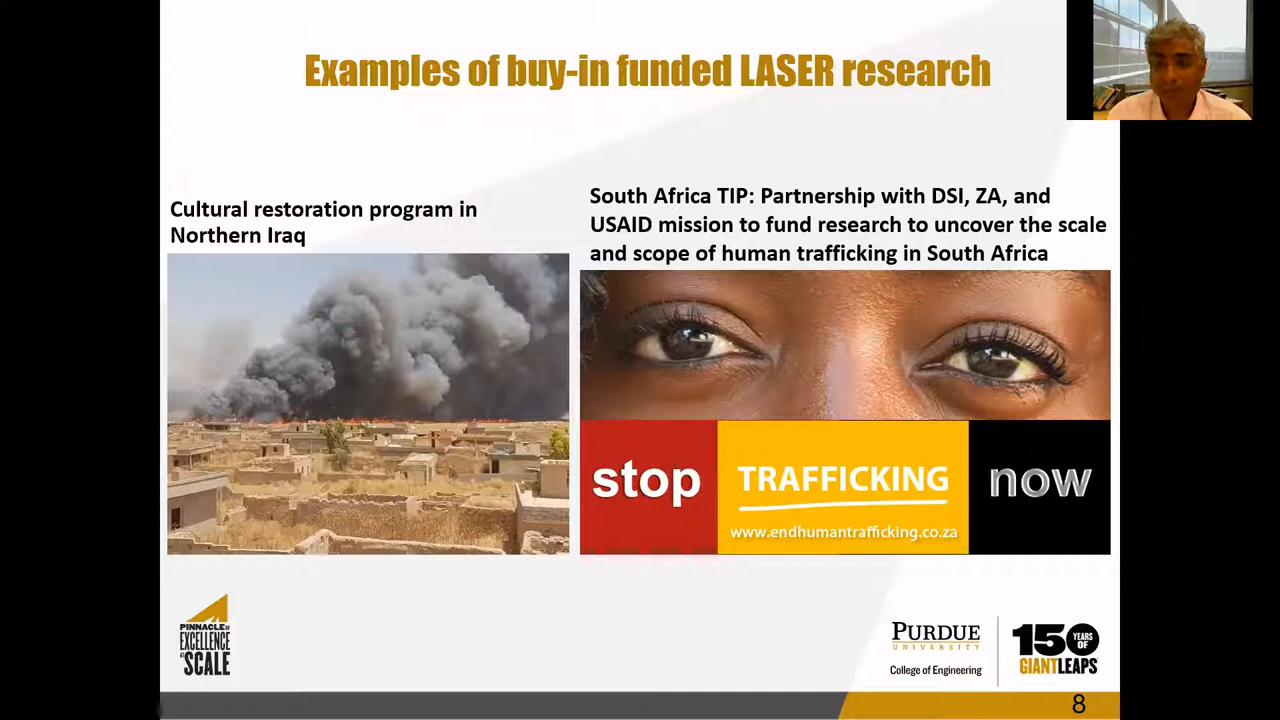 Examples of buy-in funded LASER research
Cultural restoration program in
Northern Iraq
South Africa TIP: Partnership with DSI, ZA, and
USAID mission to fund research to uncover the scale
and scope of human trafficking in South Africa
stop
TRAFFICKING
now
www.endhumantrafficking.co.za
PINNACLE OF
EXCELLENCE
AT SCALE
PURDUE
UNIVERSITY
College of Engineering
150 YEARS OF
GIANT LEAPS
8